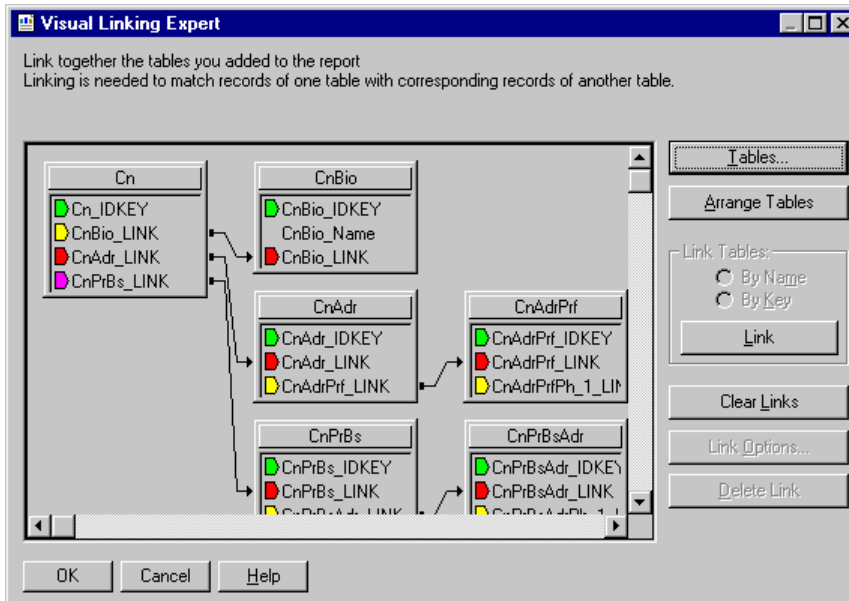 Visual Linking Expert
Link together the tables you added to the report
Linking is needed to match records of one table with corresponding records of another table.
Cn
Cn_IDKEY
CnBio_LINK
CnAdr_LINK
CnPrBs_LINK
CnBio
CnBio_IDKEY
CnBio_Name
CnBio_LINK
CnAdr
CnAdr_IDKEY
CnAdr_LINK
CnAdrPrf_LINK
CnAdrPrf
CnAdrPrf_IDKEY
CnAdrPrf_LINK
CnAdrPrfPh_1_LIN
CnPrBs
CnPrBs_IDKEY
CnPrBs_LINK
CnPrBsAdr_LINK
CnPrBsAdr
CnPrBsAdr_IDKEY
CnPrBsAdr_LINK
CnPrBsAdrPh_1_L
Tables...
Arrange Tables
Link Tables:
By Name
By Key
Link
Clear Links
Link Options...
Delete Link
OK
Cancel
Help